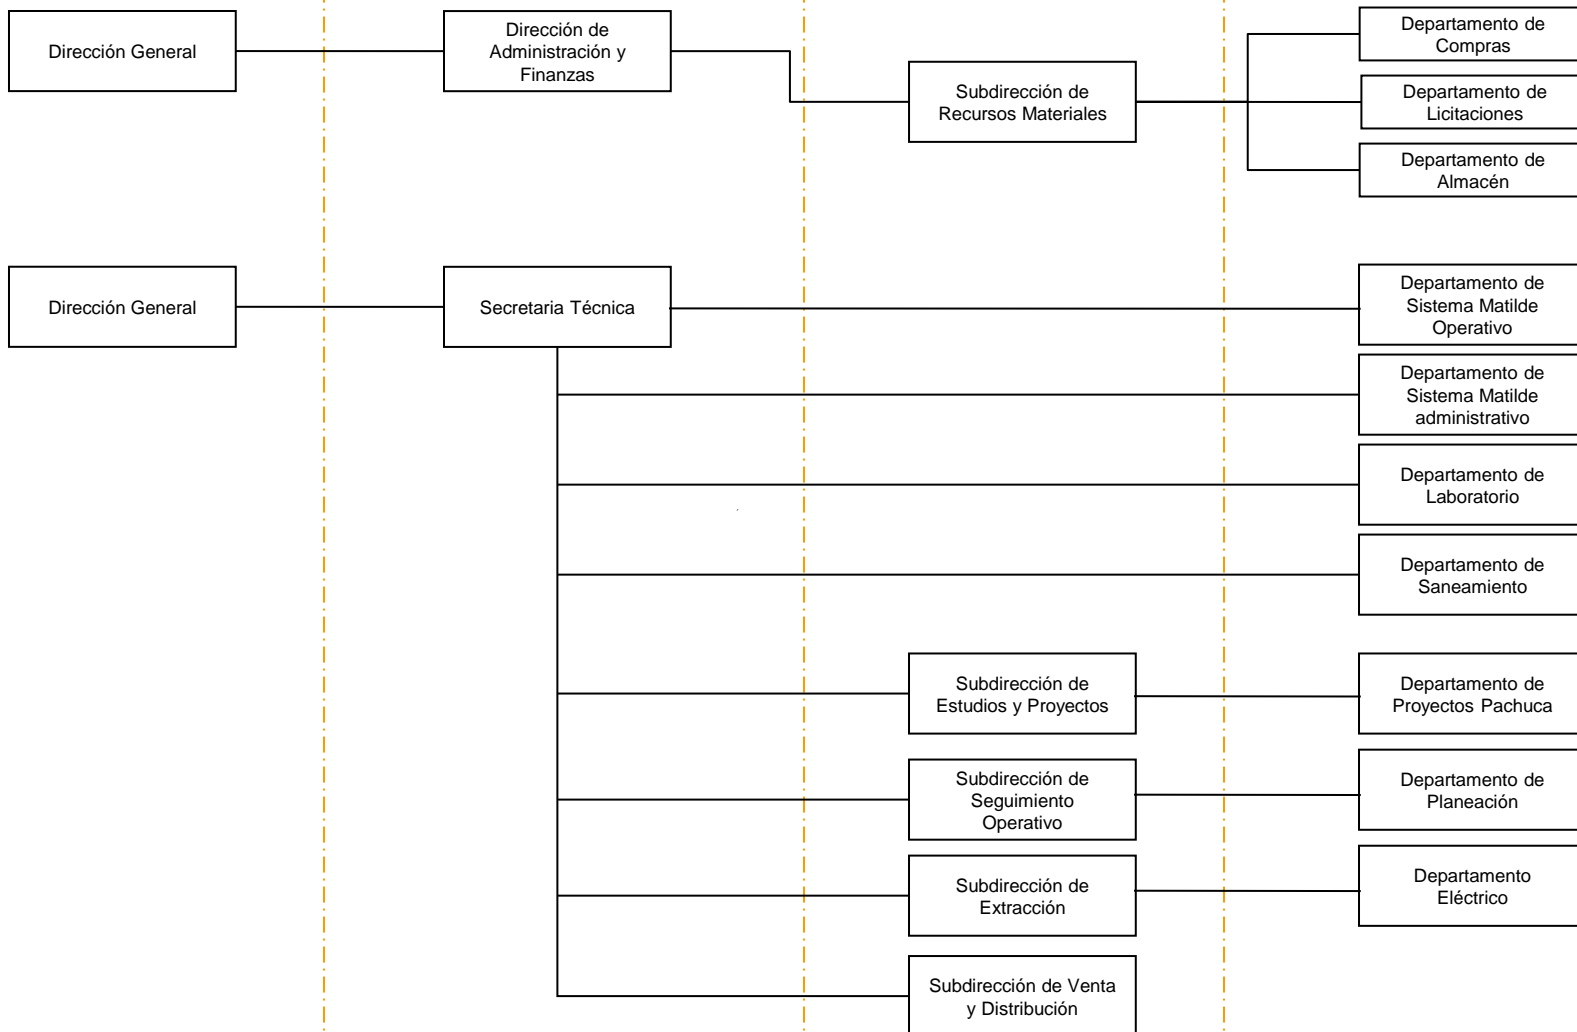 Dirección General
Dirección de
Administración y
Finanzas
Subdirección de
Recursos Materiales
Departamento de
Compras
Departamento de
Licitaciones
Departamento de
Almacén
Dirección General
Secretaria Técnica
Departamento de
Sistema Matilde
Operativo
Departamento de
Sistema Matilde
administrativo
Departamento de
Laboratorio
Departamento de
Saneamiento
Subdirección de
Estudios y Proyectos
Departamento de
Proyectos Pachuca
Subdirección de
Seguimiento
Operativo
Departamento de
Planeación
Subdirección de
Extracción
Departamento
Eléctrico
Subdirección de Venta
y Distribución